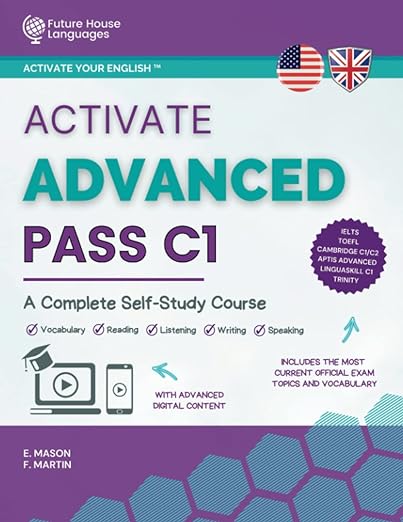 Future House
Languages
ACTIVATE YOUR ENGLISH ™
ACTIVATE
ADVANCED
PASS C1
IELTS
TOEFL
CAMBRIDGE C1/C2
APTIS ADVANCED
LINGUASKILL C1
TRINITY
A Complete Self-Study Course
Vocabulary Reading Listening Writing Speaking
INCLUDES THE MOST
CURRENT OFFICIAL EXAM
TOPICS AND VOCABULARY
WITH ADVANCED
DIGITAL CONTENT
E. MASON
F. MARTIN